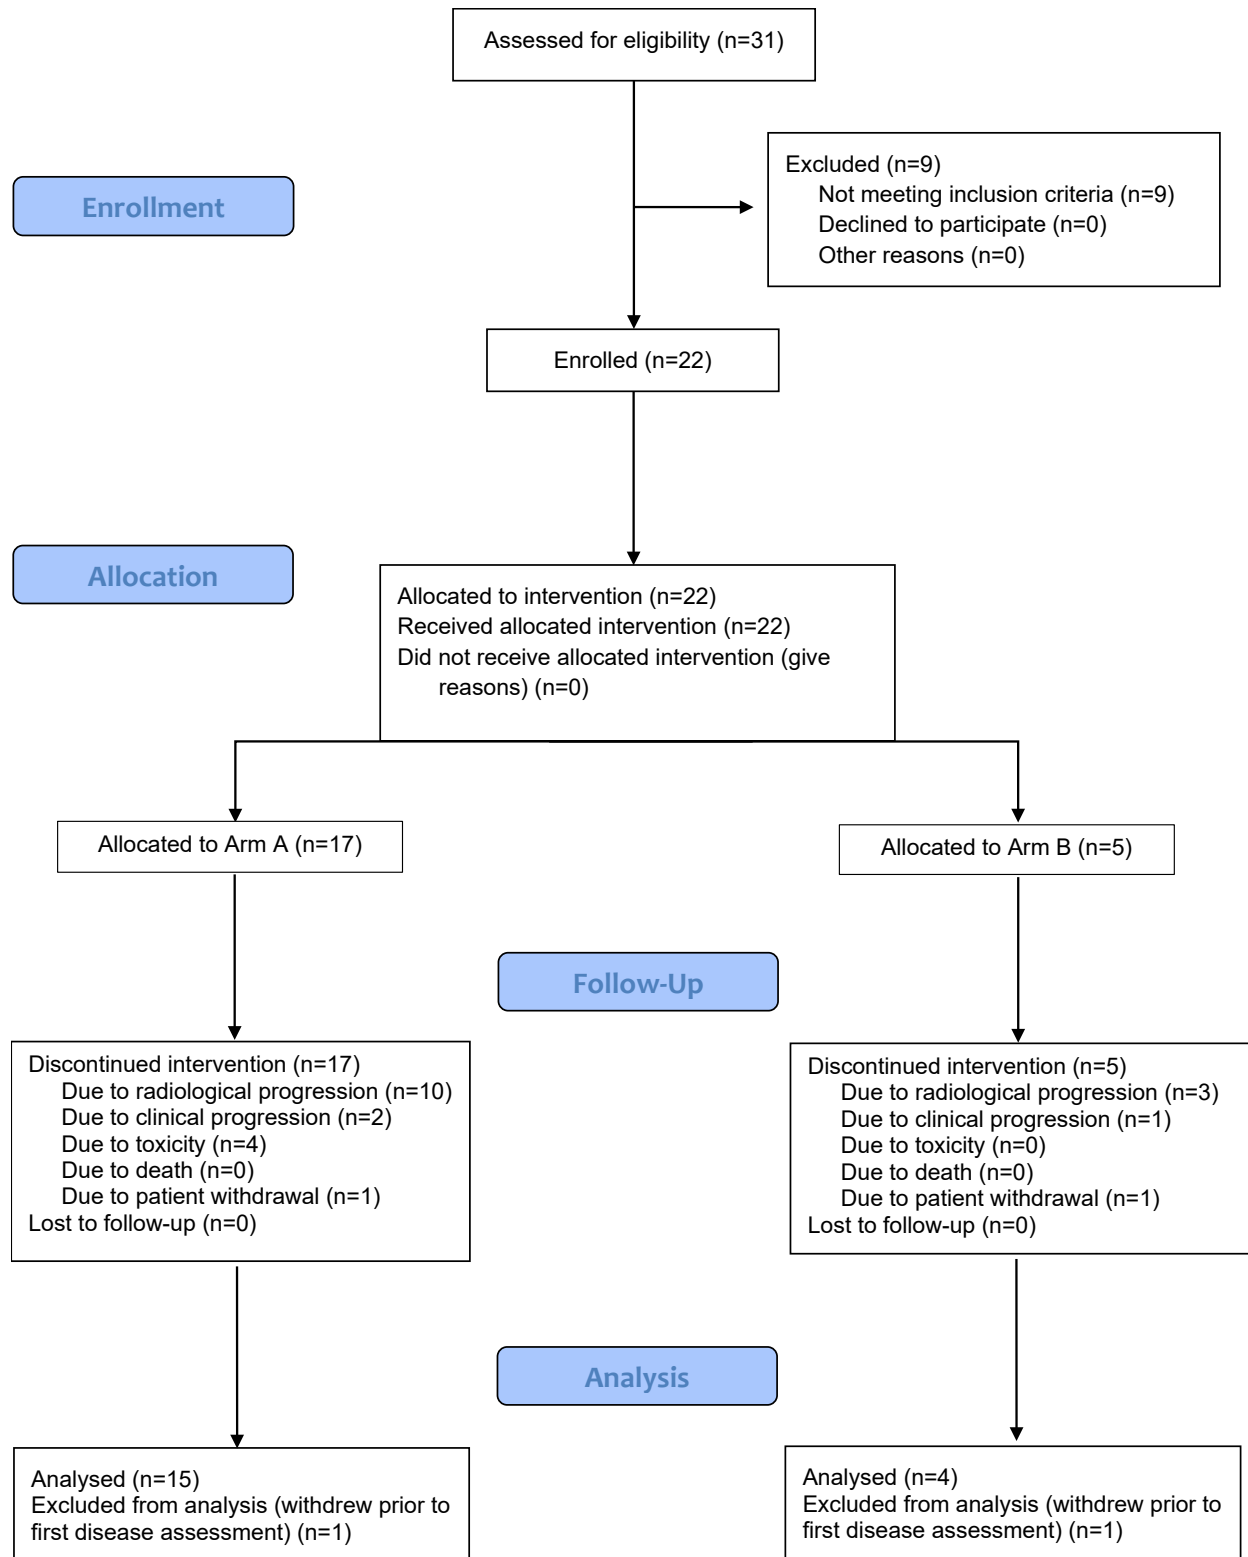 Assessed for eligibility (n=31)
Excluded (n=9)
Not meeting inclusion criteria (n=9)
Declined to participate (n=0)
Other reasons (n=0)
Enrollment
Enrolled (n=22)
Allocation
Allocated to intervention (n=22)
Received allocated intervention (n=22)
Did not receive allocated intervention (give
reasons) (n=0)
Allocated to Arm A (n=17)
Allocated to Arm B (n=5)
Follow-Up
Discontinued intervention (n=17)
Due to radiological progression (n=10)
Due to clinical progression (n=2)
Due to toxicity (n=4)
Due to death (n=0)
Due to patient withdrawal (n=1)
Lost to follow-up (n=0)
Discontinued intervention (n=5)
Due to radiological progression (n=3)
Due to clinical progression (n=1)
Due to toxicity (n=0)
Due to death (n=0)
Due to patient withdrawal (n=1)
Lost to follow-up (n=0)
Analysis
Analysed (n=15)
Excluded from analysis (withdrew prior to
first disease assessment) (n=1)
Analysed (n=4)
Excluded from analysis (withdrew prior to
first disease assessment) (n=1)